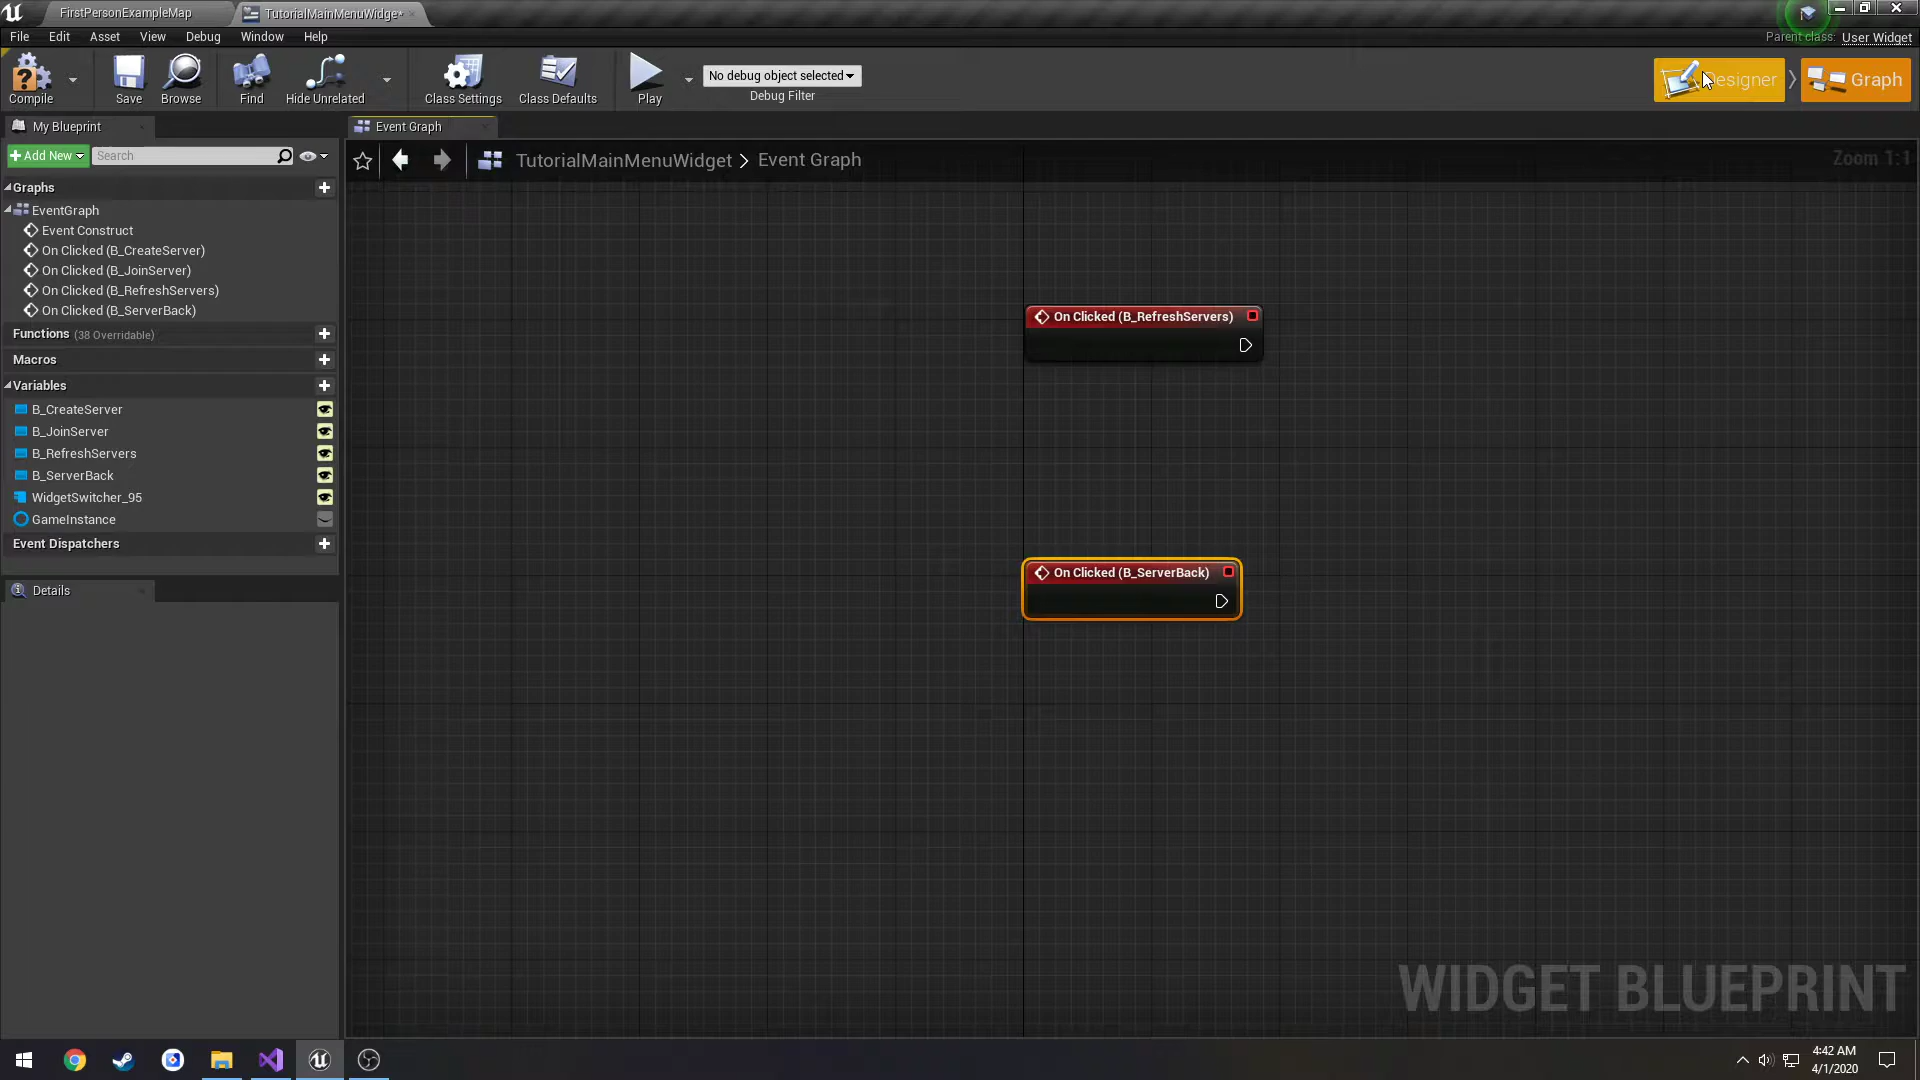 FirstPersonExampleMap
TutorialMainMenuWidge*
File Edit Asset View Debug Window Help
Parent class: User Widget
Compile
Save
Browse
Find
Hide Unrelated
Class Settings
Class Defaults
Play
No debug object selected
Debug Filter
Designer
Graph
My Blueprint
Event Graph
Add New
Search
TutorialMainMenuWidget > Event Graph
Zoom 1:1
Graphs
EventGraph
Event Construct
On Clicked (B_CreateServer)
On Clicked (B_JoinServer)
On Clicked (B_RefreshServers)
On Clicked (B_ServerBack)
Functions (38 Overridable)
Macros
Variables
B_CreateServer
B_JoinServer
B_RefreshServers
B_ServerBack
WidgetSwitcher_95
GameInstance
Event Dispatchers
Details
On Clicked (B_RefreshServers)
On Clicked (B_ServerBack)
WIDGET BLUEPRINT
4:42 AM
4/1/2020